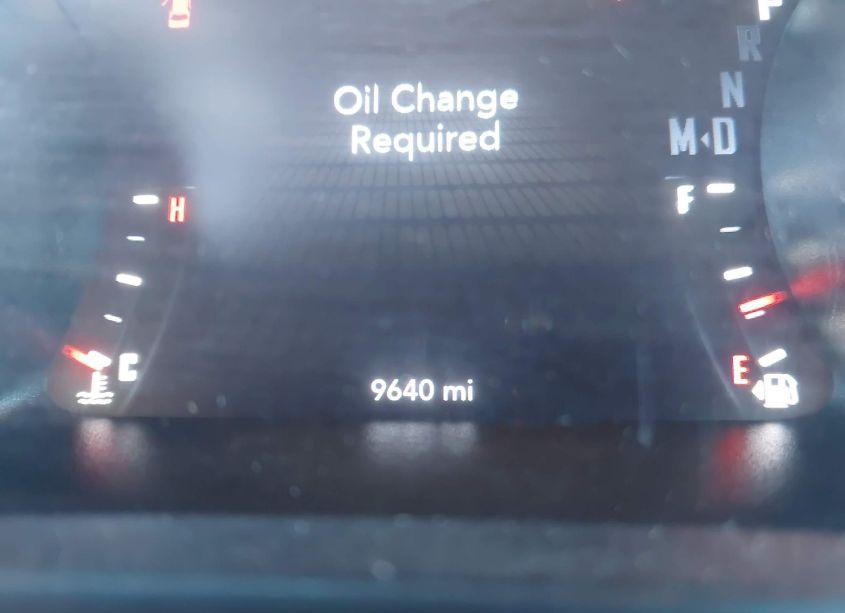 P
R
Oil Change
N
Required
M D
H
F
C
E
9640 mi